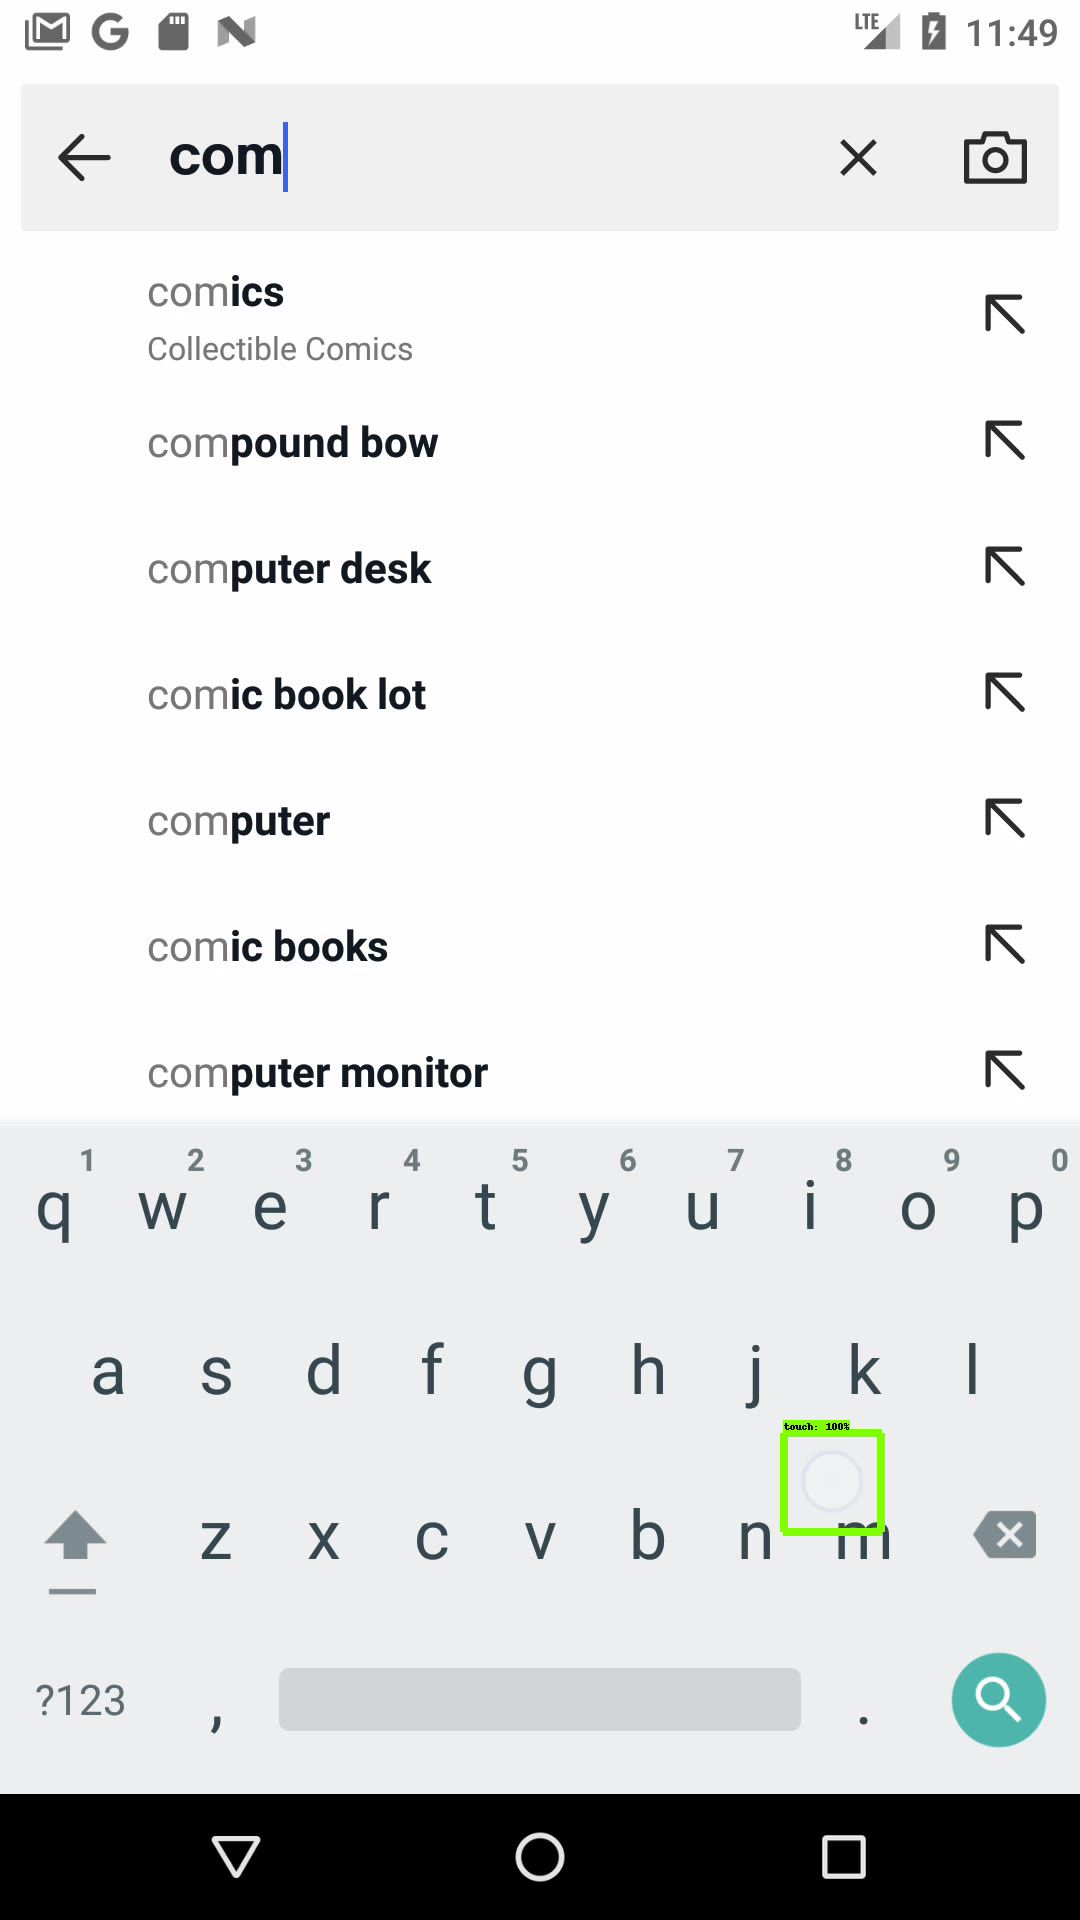 LTE 11:49
com
comics
Collectible Comics
compound bow
computer desk
comic book lot
computer
comic books
computer monitor
1 2 3 4 5 6 7 8 9 0
q w e r t y u i o p
a s d f g h j k l
touch: 100%
z x c v b n m
?123 , .